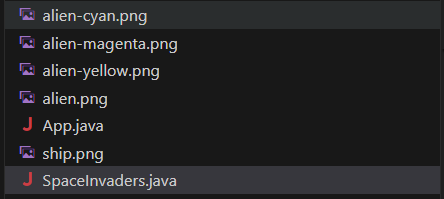 alien-cyan.png
alien-magenta.png
alien-yellow.png
alien.png
App.java
ship.png
SpaceInvaders.java